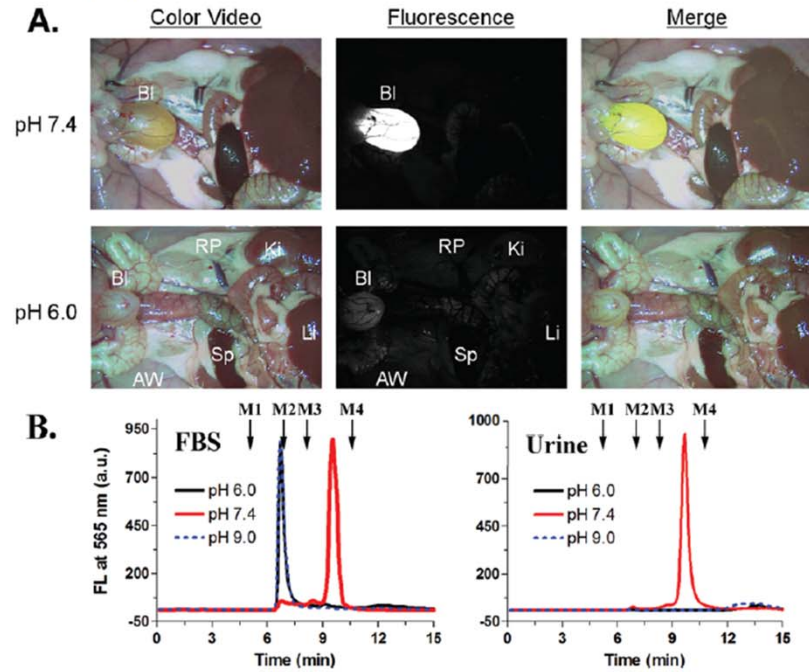 A.
Color Video Fluorescence Merge
pH 7.4
Bl
Bl
pH 6.0
Bl RP Ki Li Sp AW
Bl RP Ki Li Sp AW
B.
M1 M2 M3 M4
FBS
pH 6.0
pH 7.4
pH 9.0
FL at 565 nm (a.u.)
950
700
450
200
-50
0 3 6 9 12 15
Time (min)
M1 M2 M3 M4
Urine
pH 6.0
pH 7.4
pH 9.0
1000
700
450
200
-50
0 3 6 9 12 15
Time (min)